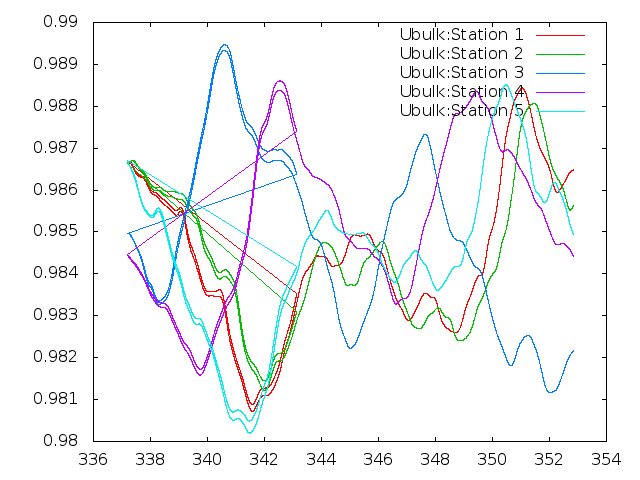 0.99
0.989
0.988
0.987
0.986
0.985
0.984
0.983
0.982
0.981
0.98
336 338 340 342 344 346 348 350 352 354
Ubulk:Station 1
Ubulk:Station 2
Ubulk:Station 3
Ubulk:Station 4
Ubulk:Station 5